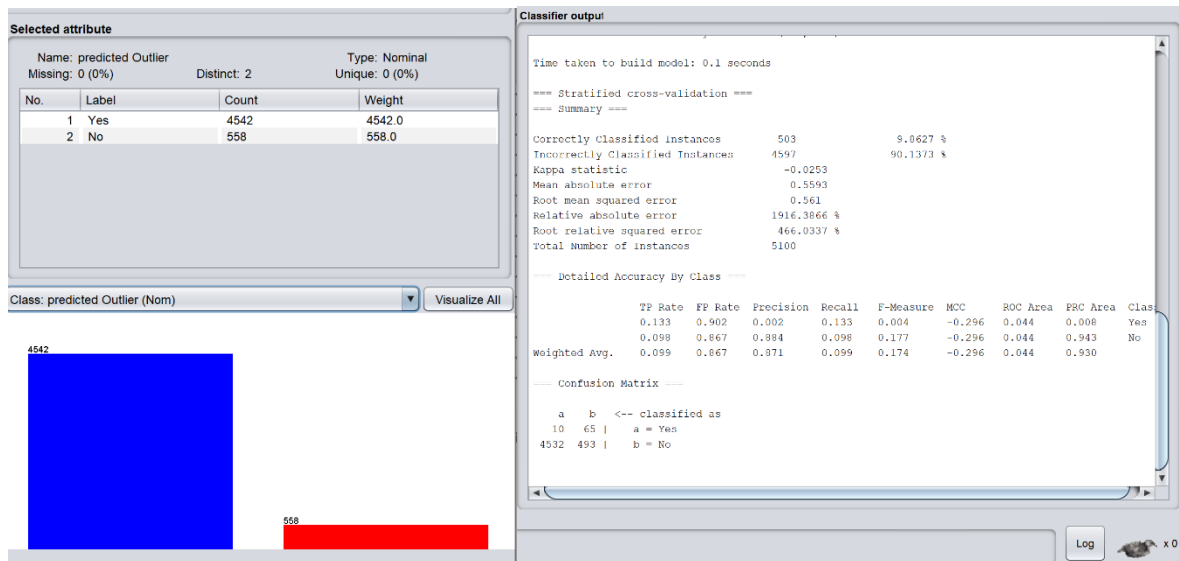 Selected attribute
Name: predicted Outlier Type: Nominal
Missing: 0 (0%) Distinct: 2 Unique: 0 (0%)
No. Label Count Weight
1 Yes 4542 4542.0
2 No 558 558.0
Class: predicted Outlier (Nom) Visualize All
4542
558
Classifier output
Time taken to build model: 0.1 seconds
=== Stratified cross-validation ===
=== Summary ===
Correctly Classified Instances 503 9.8627 %
Incorrectly Classified Instances 4597 90.1373 %
Kappa statistic -0.0253
Mean absolute error 0.5593
Root mean squared error 0.561
Relative absolute error 1916.3866 %
Root relative squared error 466.0337 %
Total Number of Instances 5100
=== Detailed Accuracy By Class ===
TP Rate FP Rate Precision Recall F-Measure MCC ROC Area PRC Area Clas
0.133 0.902 0.002 0.133 0.004 -0.296 0.044 0.008 Yes
0.098 0.867 0.884 0.098 0.177 -0.296 0.044 0.943 No
Weighted Avg. 0.099 0.867 0.871 0.099 0.174 -0.296 0.044 0.930
=== Confusion Matrix ===
a b <-- classified as
10 65 | a = Yes
4532 493 | b = No
Log x 0